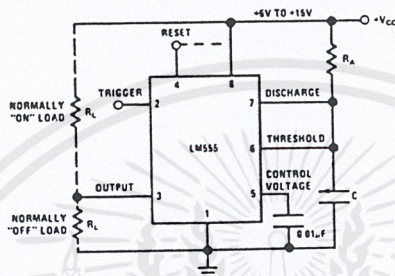 +5V TO +15V
+VCC
RESET
RA
4
8
TRIGGER
DISCHARGE
2
7
NORMALLY
"ON" LOAD
RL
LM555
THRESHOLD
6
CONTROL
VOLTAGE
OUTPUT
3
5
C
NORMALLY
"OFF" LOAD
RL
1
0.01µF